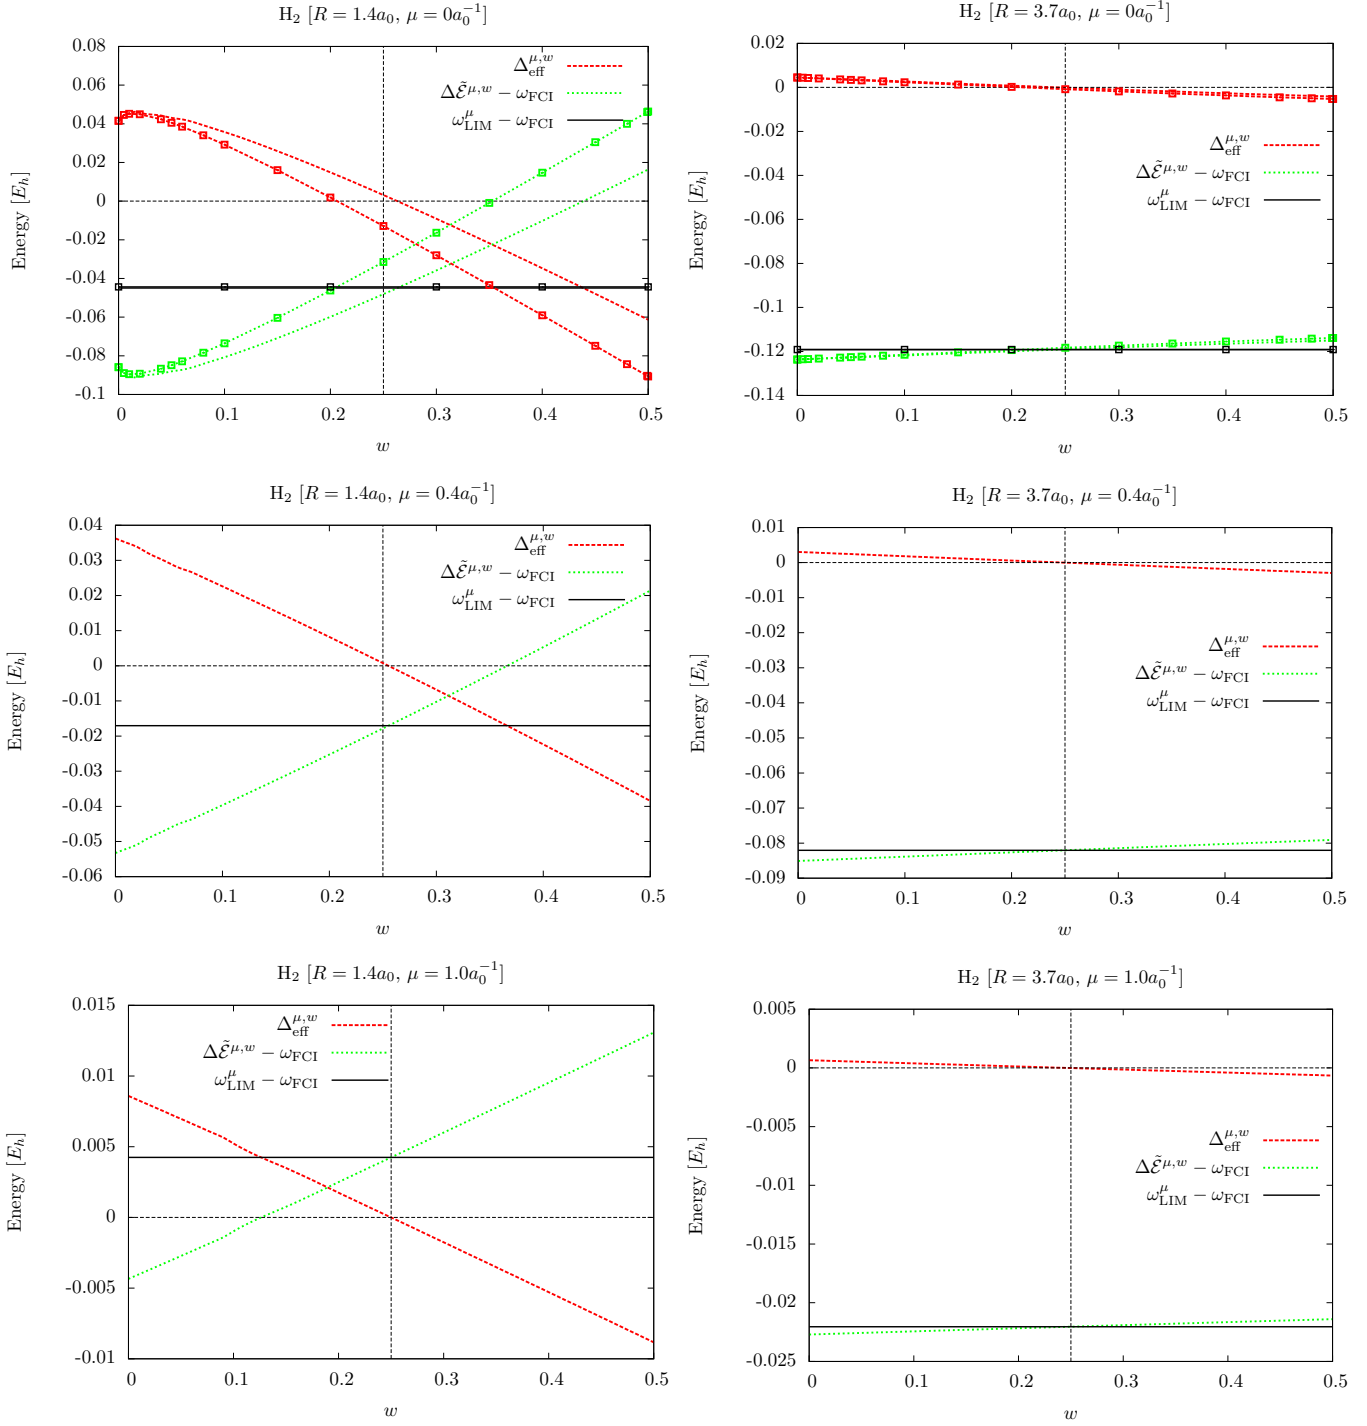 H₂ [R = 1.4a₀, μ = 0a₀⁻¹]
Energy [E_h]
0.08
0.06
0.04
0.02
0
-0.02
-0.04
-0.06
-0.08
-0.1
Δ_eff^{μ,w}
Δℰ̃^{μ,w} − ω_FCI
ω_LIM^μ − ω_FCI
0 0.1 0.2 0.3 0.4 0.5
w
H₂ [R = 3.7a₀, μ = 0a₀⁻¹]
Energy [E_h]
0.02
0
-0.02
-0.04
-0.06
-0.08
-0.1
-0.12
-0.14
Δ_eff^{μ,w}
Δℰ̃^{μ,w} − ω_FCI
ω_LIM^μ − ω_FCI
0 0.1 0.2 0.3 0.4 0.5
w
H₂ [R = 1.4a₀, μ = 0.4a₀⁻¹]
Energy [E_h]
0.04
0.03
0.02
0.01
0
-0.01
-0.02
-0.03
-0.04
-0.05
-0.06
Δ_eff^{μ,w}
Δℰ̃^{μ,w} − ω_FCI
ω_LIM^μ − ω_FCI
0 0.1 0.2 0.3 0.4 0.5
w
H₂ [R = 3.7a₀, μ = 0.4a₀⁻¹]
Energy [E_h]
0.01
0
-0.01
-0.02
-0.03
-0.04
-0.05
-0.06
-0.07
-0.08
-0.09
Δ_eff^{μ,w}
Δℰ̃^{μ,w} − ω_FCI
ω_LIM^μ − ω_FCI
0 0.1 0.2 0.3 0.4 0.5
w
H₂ [R = 1.4a₀, μ = 1.0a₀⁻¹]
Energy [E_h]
0.015
0.01
0.005
0
-0.005
-0.01
Δ_eff^{μ,w}
Δℰ̃^{μ,w} − ω_FCI
ω_LIM^μ − ω_FCI
0 0.1 0.2 0.3 0.4 0.5
w
H₂ [R = 3.7a₀, μ = 1.0a₀⁻¹]
Energy [E_h]
0.005
0
-0.005
-0.01
-0.015
-0.02
-0.025
Δ_eff^{μ,w}
Δℰ̃^{μ,w} − ω_FCI
ω_LIM^μ − ω_FCI
0 0.1 0.2 0.3 0.4 0.5
w